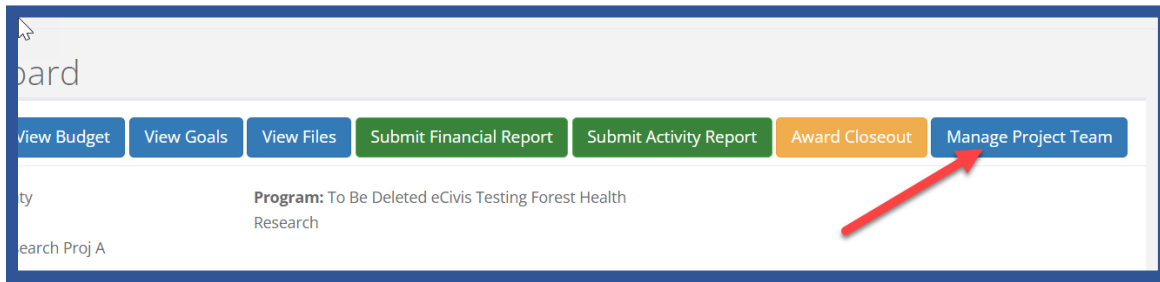 oard
View Budget View Goals View Files Submit Financial Report Submit Activity Report Award Closeout Manage Project Team
ty Program: To Be Deleted eCivis Testing Forest Health
Research
search Proj A